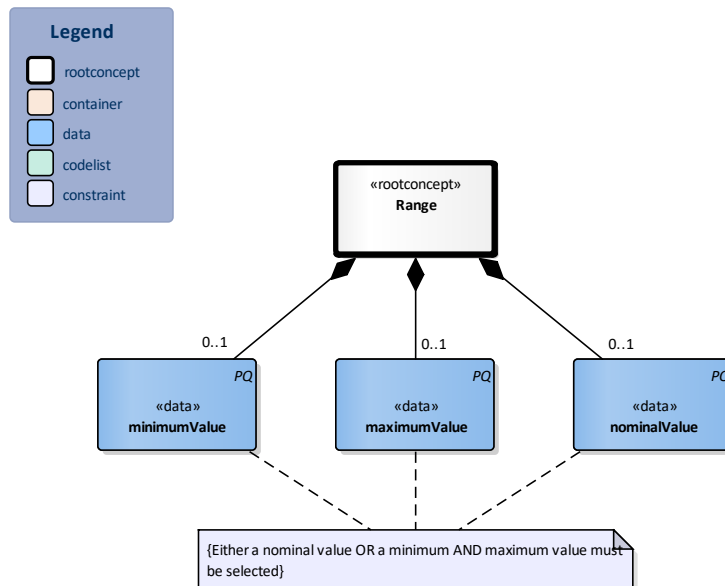 Legend
rootconcept
container
data
codelist
constraint
«rootconcept»
Range
0..1
0..1
0..1
PQ
«data»
minimumValue
PQ
«data»
maximumValue
PQ
«data»
nominalValue
{Either a nominal value OR a minimum AND maximum value must
be selected}